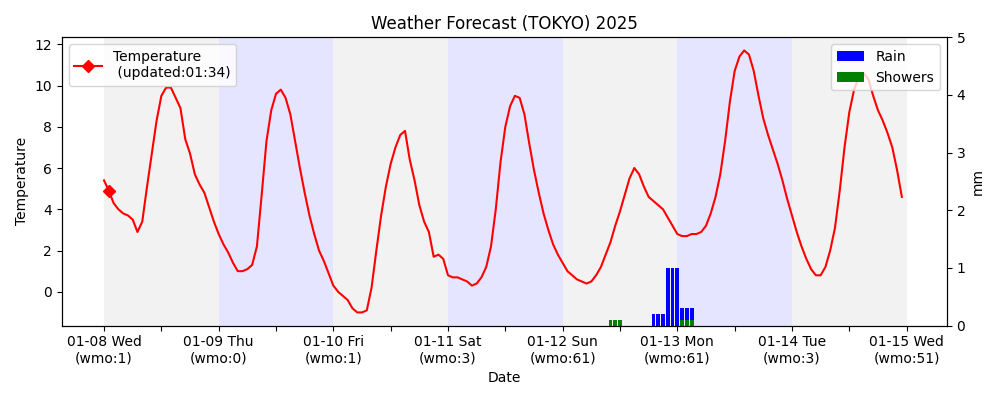 Weather Forecast (TOKYO) 2025
Temperature
(updated:01:34)
Rain
Showers
Temperature
12
10
8
6
4
2
0
5
4
3
2
1
0
mm
01-08 Wed
(wmo:1)
01-09 Thu
(wmo:0)
01-10 Fri
(wmo:1)
01-11 Sat
(wmo:3)
01-12 Sun
(wmo:61)
01-13 Mon
(wmo:61)
01-14 Tue
(wmo:3)
01-15 Wed
(wmo:51)
Date